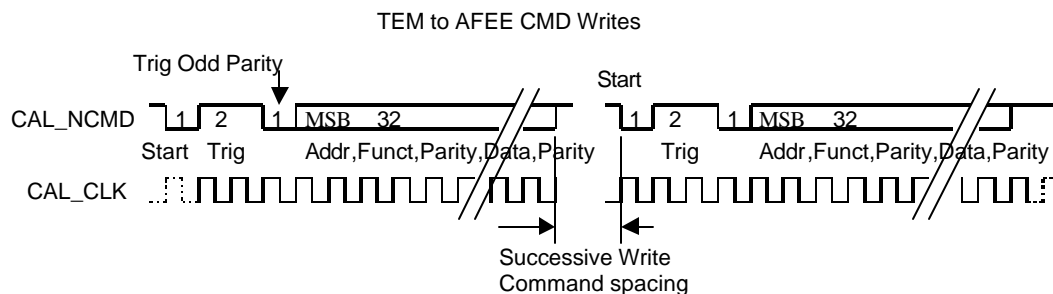 TEM to AFEE CMD Writes
Trig Odd Parity
Start
CAL_NCMD 1 2 1 MSB 32 1 2 1 MSB 32
Start Trig Addr,Funct,Parity,Data,Parity Trig Addr,Funct,Parity,Data,Parity
CAL_CLK
Successive Write
Command spacing